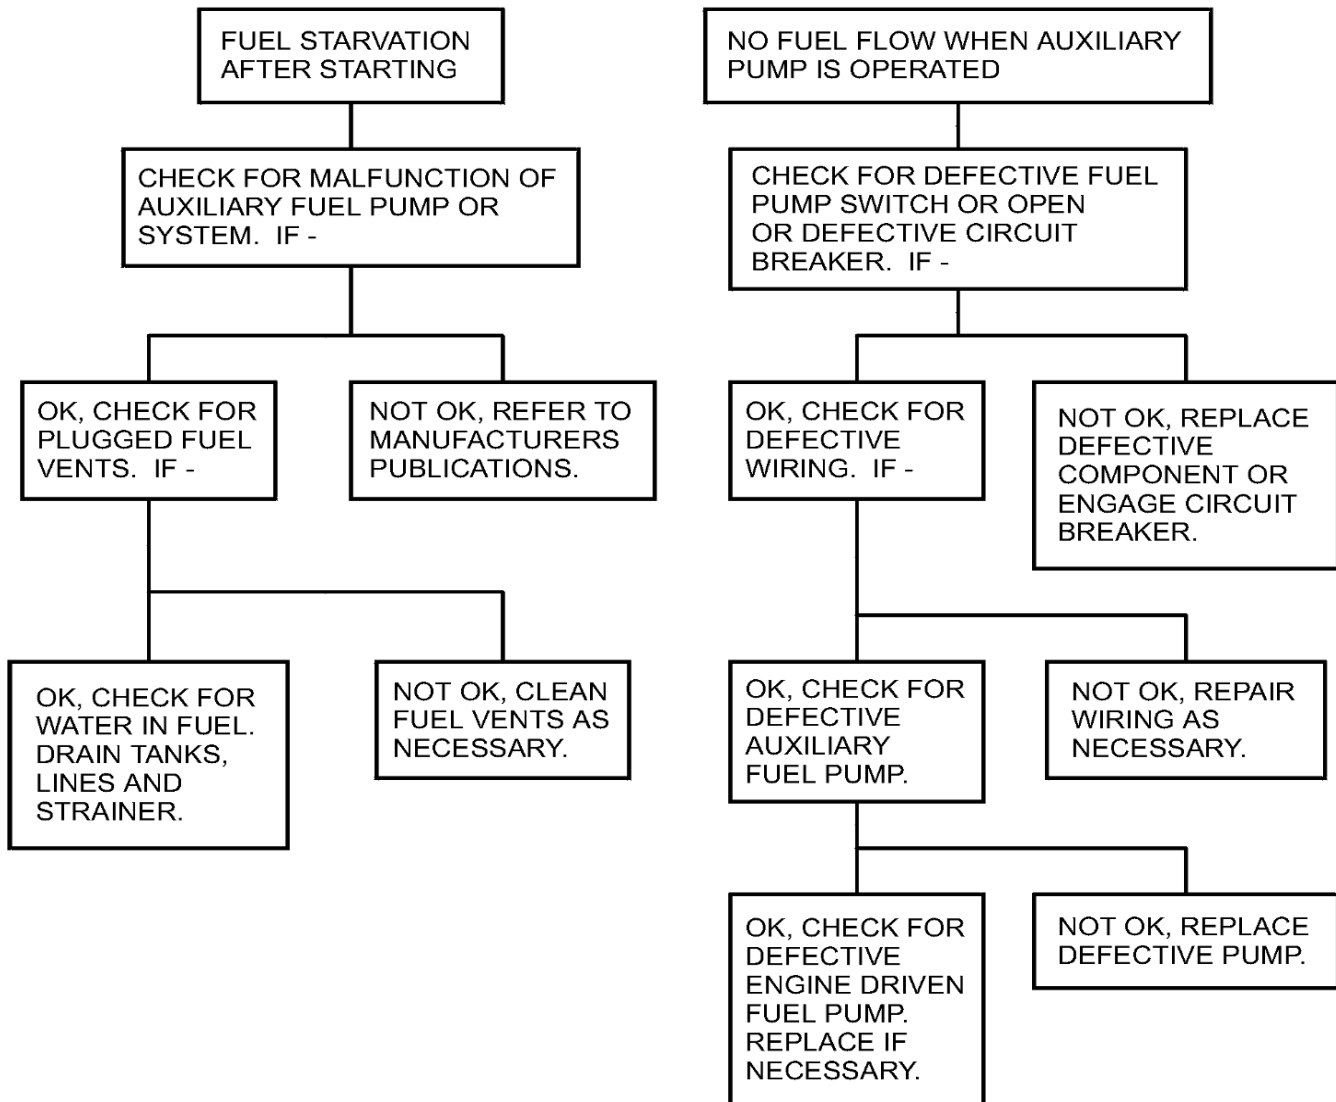 FUEL STARVATION
AFTER STARTING
CHECK FOR MALFUNCTION OF
AUXILIARY FUEL PUMP OR
SYSTEM. IF -
OK, CHECK FOR
PLUGGED FUEL
VENTS. IF -
NOT OK, REFER TO
MANUFACTURERS
PUBLICATIONS.
OK, CHECK FOR
WATER IN FUEL.
DRAIN TANKS,
LINES AND
STRAINER.
NOT OK, CLEAN
FUEL VENTS AS
NECESSARY.
NO FUEL FLOW WHEN AUXILIARY
PUMP IS OPERATED
CHECK FOR DEFECTIVE FUEL
PUMP SWITCH OR OPEN
OR DEFECTIVE CIRCUIT
BREAKER. IF -
OK, CHECK FOR
DEFECTIVE
WIRING. IF -
NOT OK, REPLACE
DEFECTIVE
COMPONENT OR
ENGAGE CIRCUIT
BREAKER.
OK, CHECK FOR
DEFECTIVE
AUXILIARY
FUEL PUMP.
NOT OK, REPAIR
WIRING AS
NECESSARY.
OK, CHECK FOR
DEFECTIVE
ENGINE DRIVEN
FUEL PUMP.
REPLACE IF
NECESSARY.
NOT OK, REPLACE
DEFECTIVE PUMP.